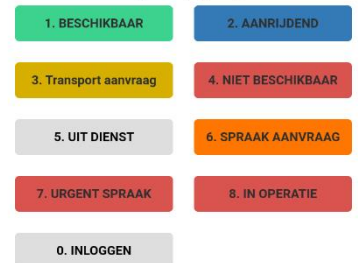 1. BESCHIKBAAR
2. AANRIJDEND
3. Transport aanvraag
4. NIET BESCHIKBAAR
5. UIT DIENST
6. SPRAAK AANVRAAG
7. URGENT SPRAAK
8. IN OPERATIE
0. INLOGGEN